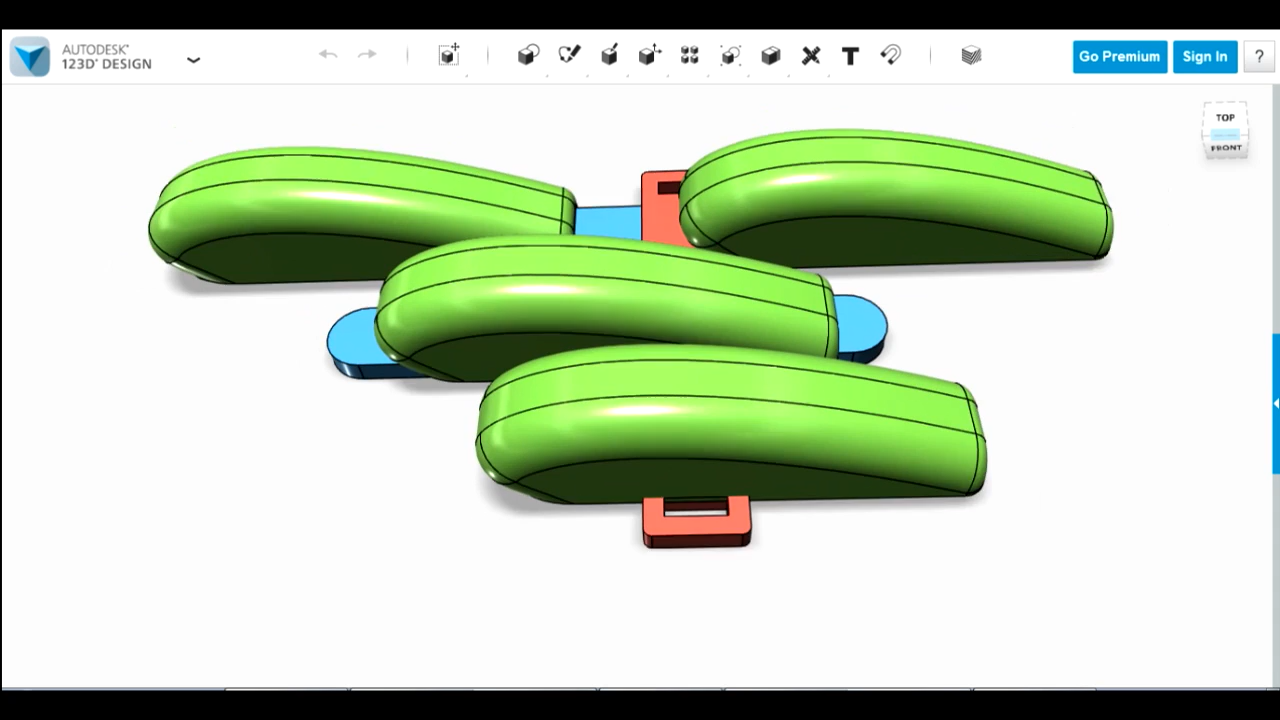 AUTODESK®
123D® DESIGN
Go Premium
Sign In
?
T
TOP
FRONT